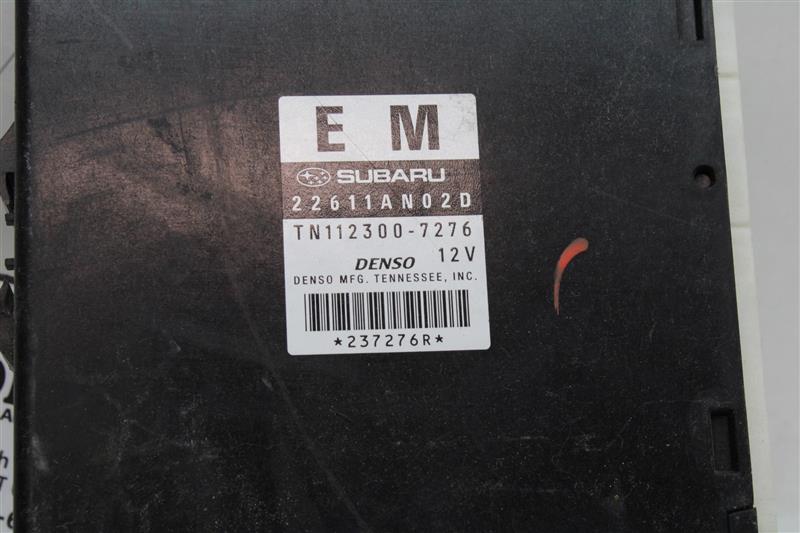 E M
SUBARU
22611AN02D
TN112300-7276
DENSO 12V
DENSO MFG. TENNESSEE, INC.
*237276R*
A
h
T